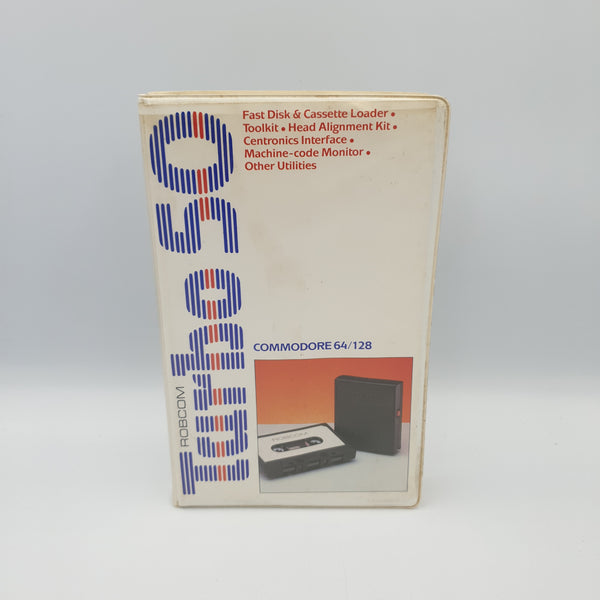 Fast Disk & Cassette Loader •
Toolkit • Head Alignment Kit •
Centronics Interface •
Machine-code Monitor •
Other Utilities
ROBCOM
Turbo 50
COMMODORE 64/128
ROBCOM